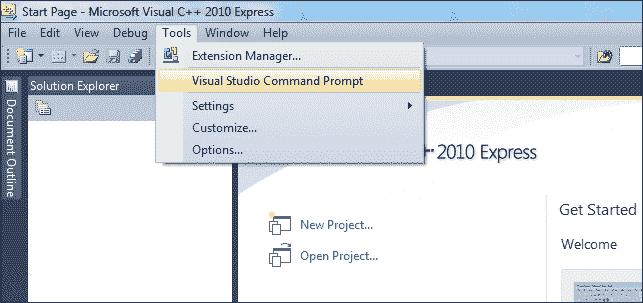 Start Page - Microsoft Visual C++ 2010 Express
File Edit View Debug Tools Window Help
Extension Manager...
Visual Studio Command Prompt
Settings
Customize...
Options...
Solution Explorer
Document Outline
2010 Express
New Project...
Open Project...
Get Started
Welcome